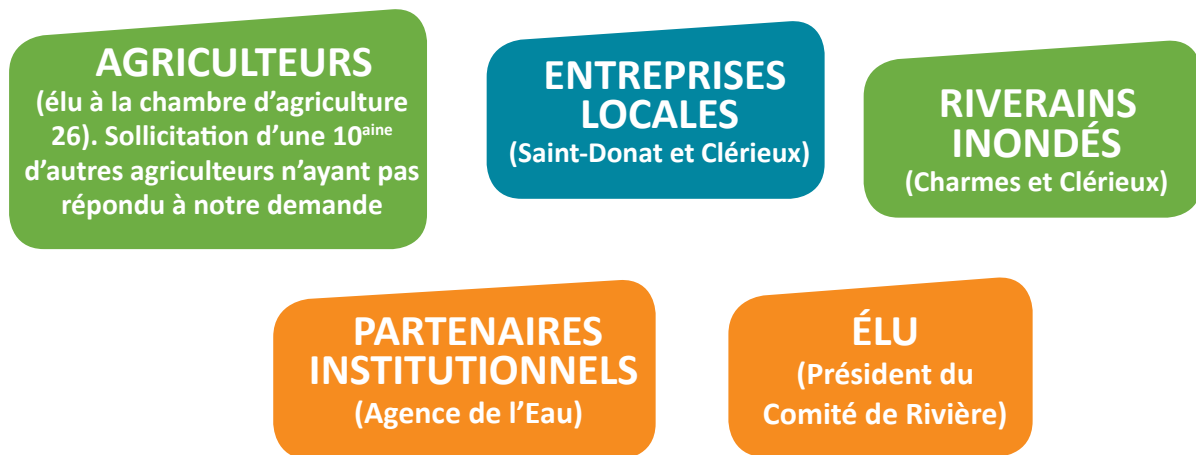 AGRICULTEURS
(élu à la chambre d’agriculture
26). Sollicitation d’une 10aine
d’autres agriculteurs n’ayant pas
répondu à notre demande
ENTREPRISES
LOCALES
(Saint-Donat et Clérieux)
RIVERAINS
INONDÉS
(Charmes et Clérieux)
PARTENAIRES
INSTITUTIONNELS
(Agence de l’Eau)
ÉLU
(Président du
Comité de Rivière)